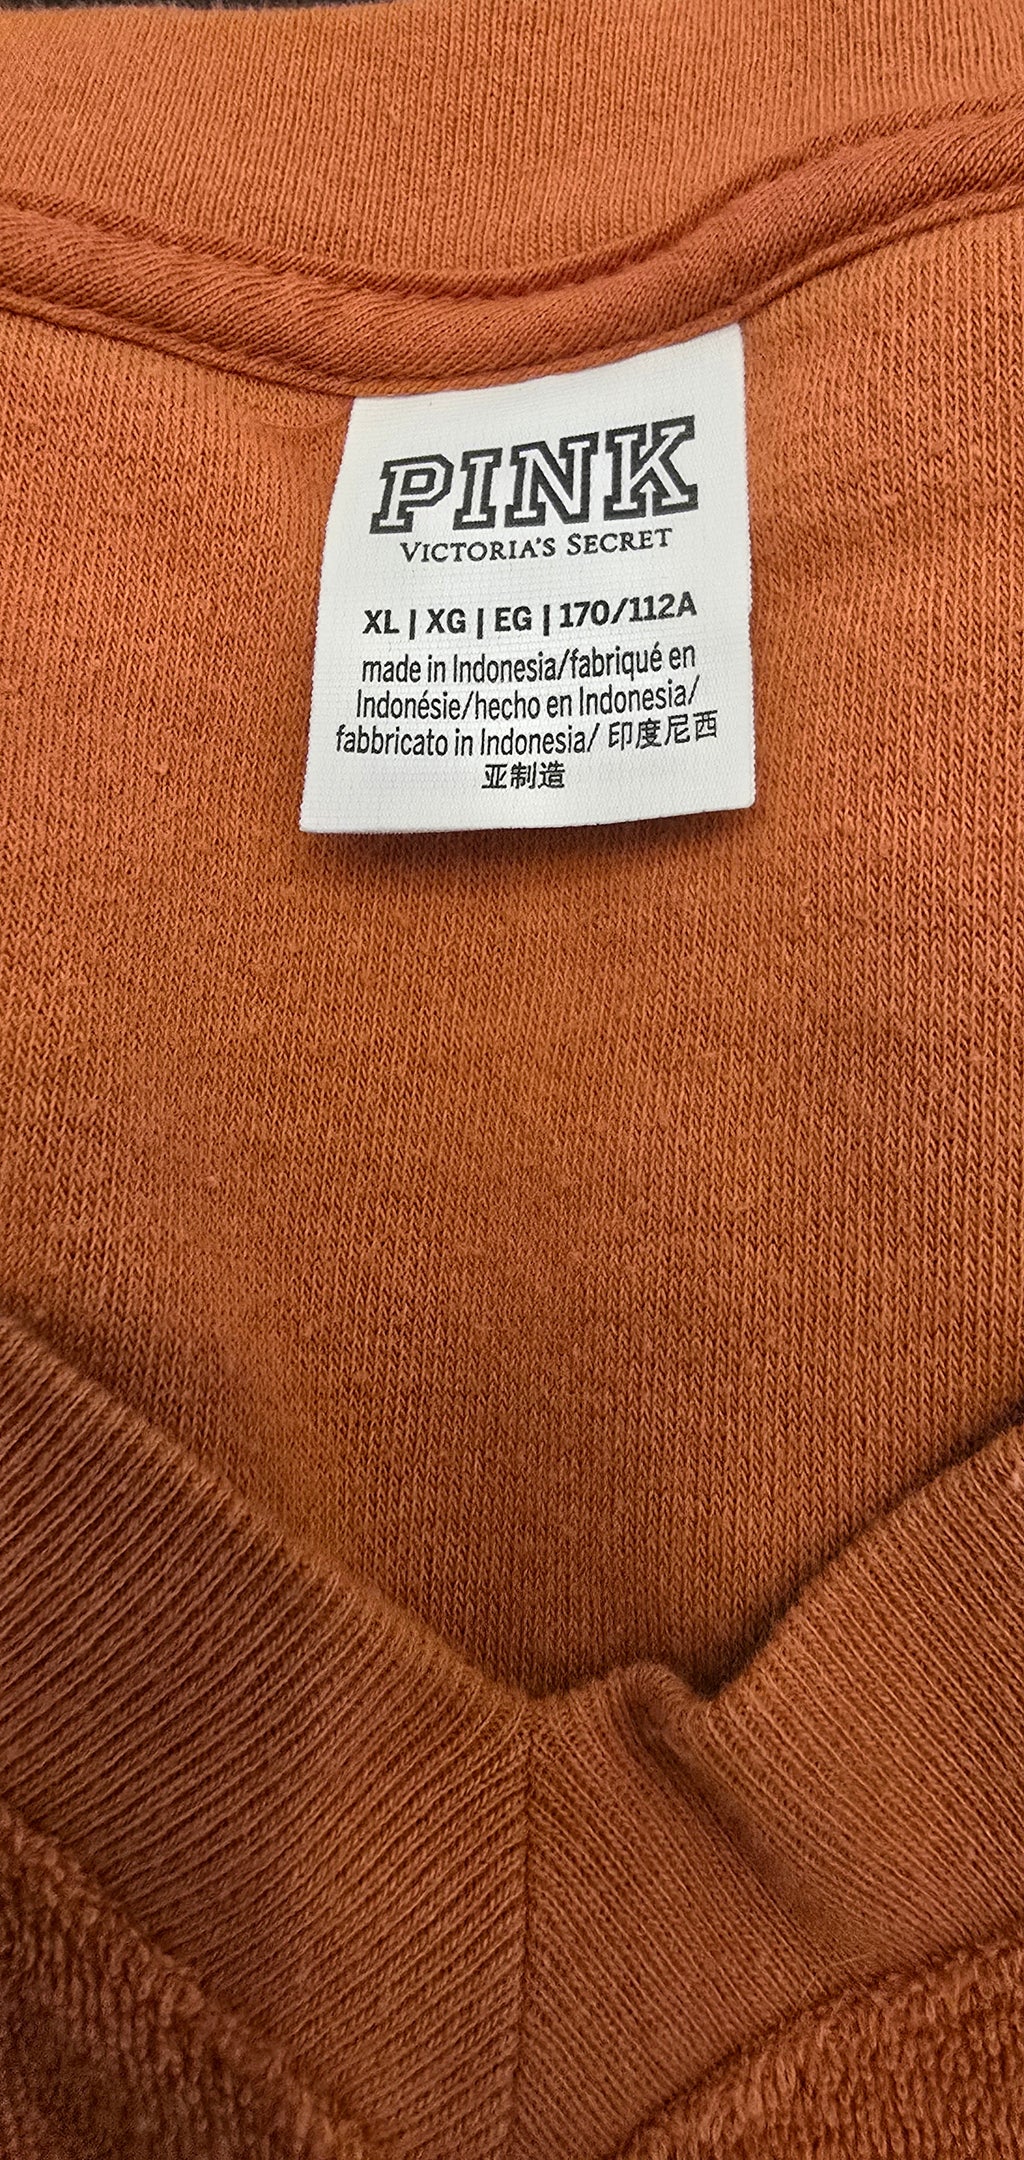 PINK
VICTORIA'S SECRET
XL | XG | EG | 170/112A
made in Indonesia/fabriqué en
Indonésie/hecho en Indonesia/
fabbricato in Indonesia/ 印度尼西
亚制造